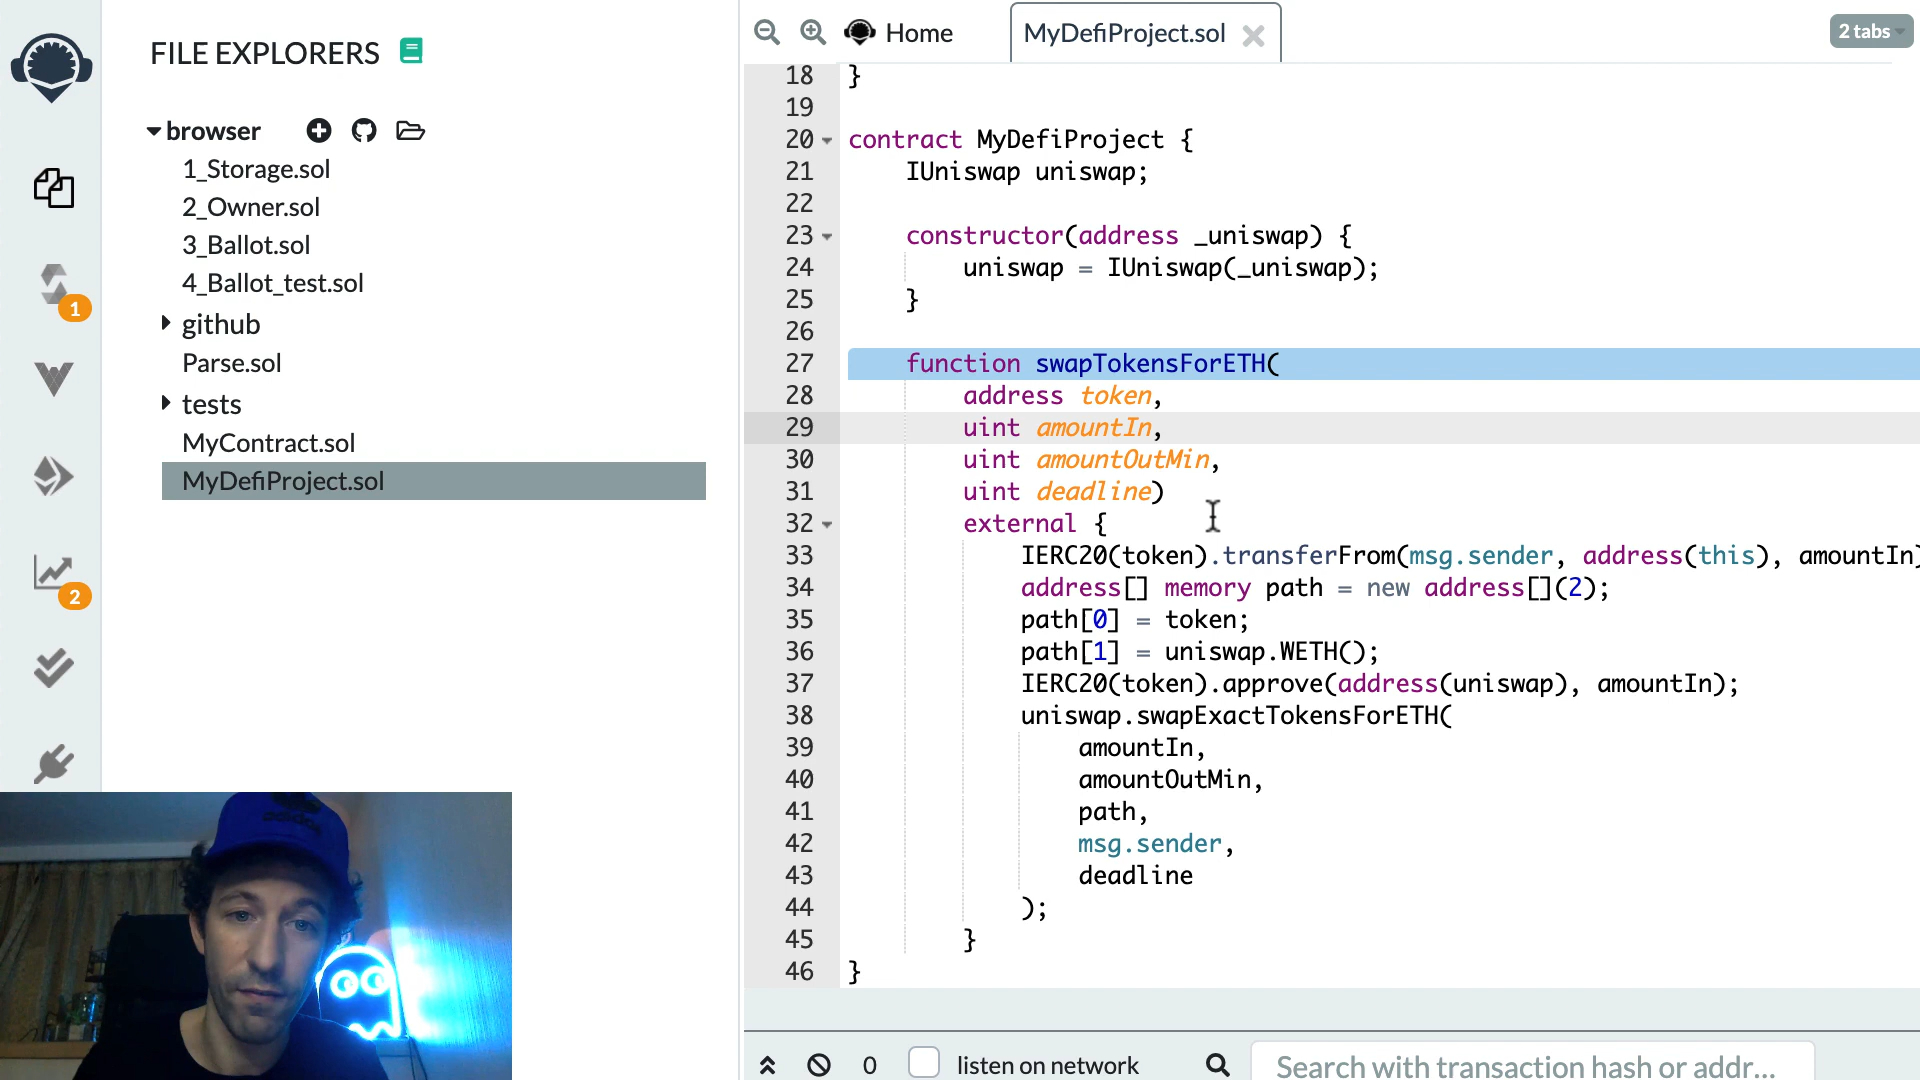 FILE EXPLORERS
browser
1_Storage.sol
2_Owner.sol
3_Ballot.sol
4_Ballot_test.sol
github
Parse.sol
tests
MyContract.sol
MyDefiProject.sol
1
2
Home
MyDefiProject.sol
2 tabs
18 }
19
20 contract MyDefiProject {
21 IUniswap uniswap;
22
23 constructor(address _uniswap) {
24 uniswap = IUniswap(_uniswap);
25 }
26
27 function swapTokensForETH(
28 address token,
29 uint amountIn,
30 uint amountOutMin,
31 uint deadline)
32 external {
33 IERC20(token).transferFrom(msg.sender, address(this), amountIn)
34 address[] memory path = new address[](2);
35 path[0] = token;
36 path[1] = uniswap.WETH();
37 IERC20(token).approve(address(uniswap), amountIn);
38 uniswap.swapExactTokensForETH(
39 amountIn,
40 amountOutMin,
41 path,
42 msg.sender,
43 deadline
44 );
45 }
46 }
0
listen on network
Search with transaction hash or addr...